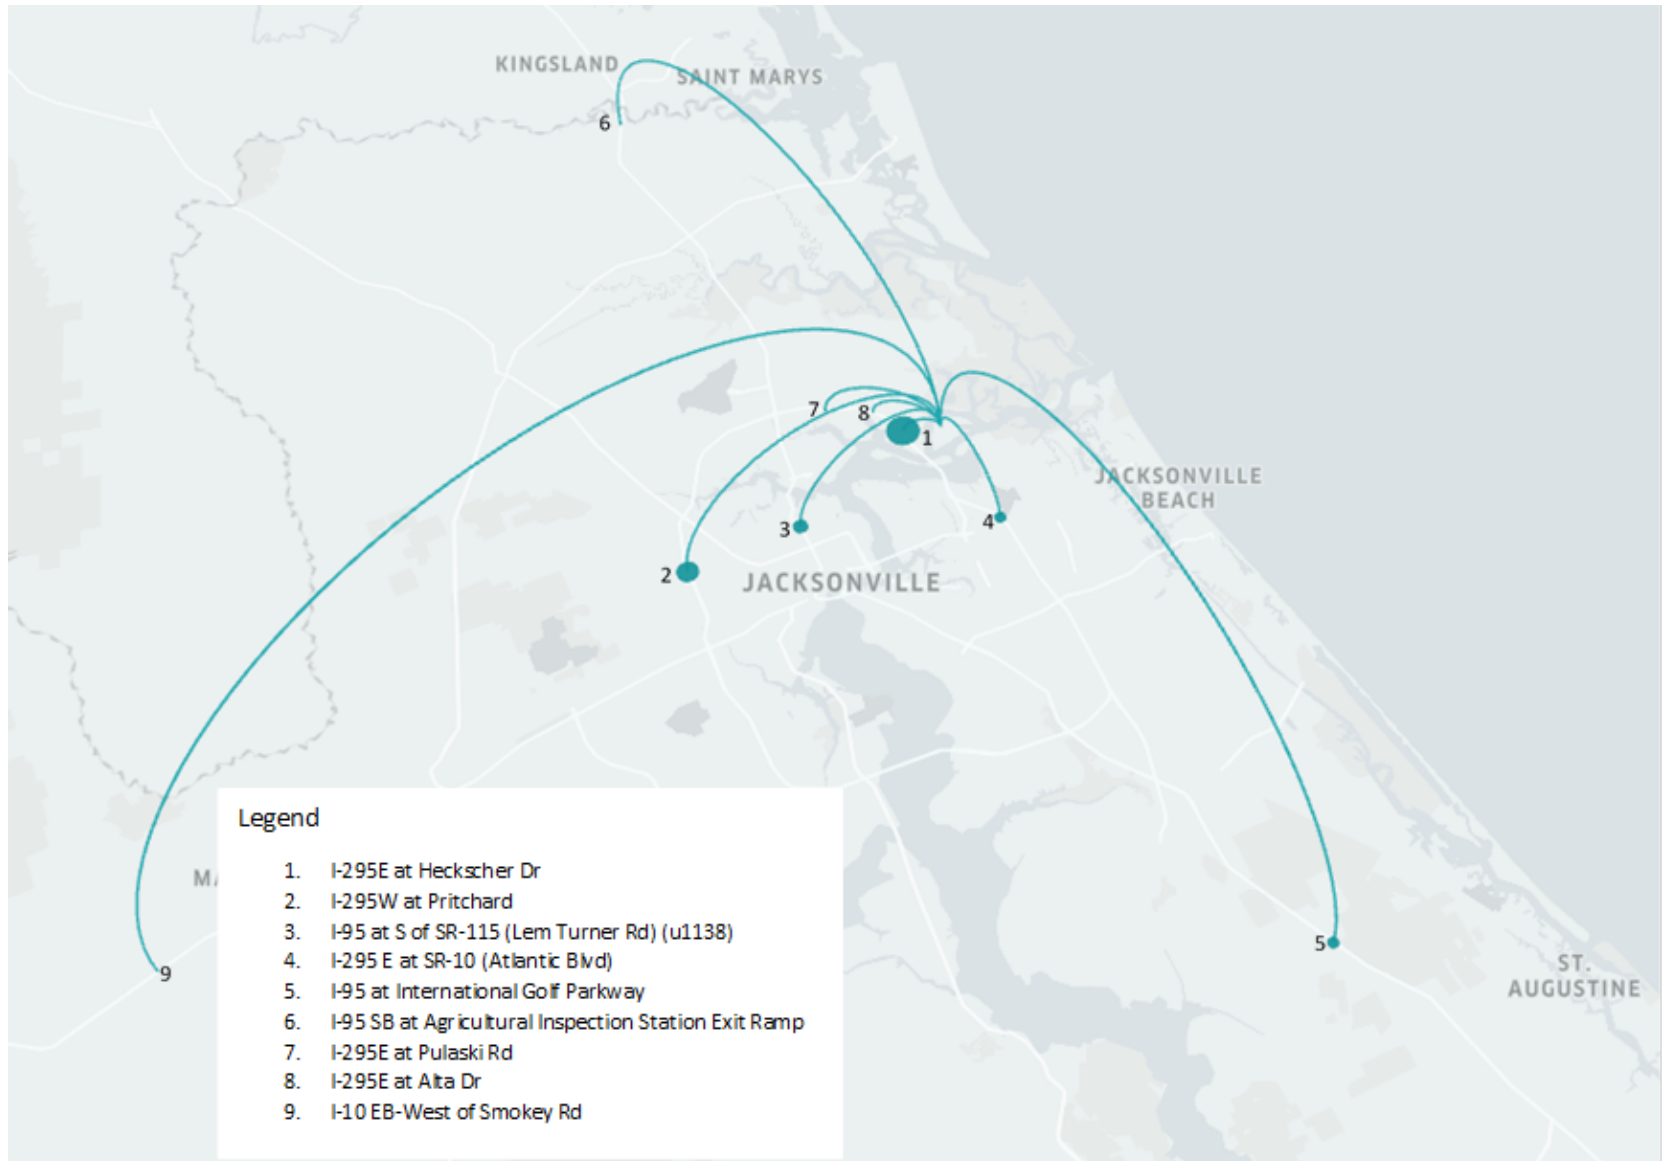 KINGSLAND
SAINT MARYS
6
7
8
1
JACKSONVILLE
BEACH
3
4
2
JACKSONVILLE
5
ST.
AUGUSTINE
9
Legend
1. I-295E at Heckscher Dr
2. I-295W at Pritchard
3. I-95 at S of SR-115 (Lem Turner Rd) (u1138)
4. I-295 E at SR-10 (Atlantic Blvd)
5. I-95 at International Golf Parkway
6. I-95 SB at Agricultural Inspection Station Exit Ramp
7. I-295E at Pulaski Rd
8. I-295E at Alta Dr
9. I-10 EB-West of Smokey Rd